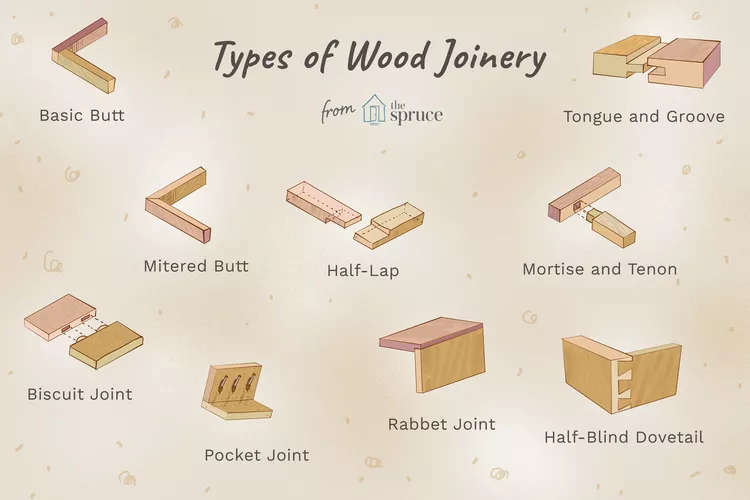 Types of Wood Joinery
from the spruce
Basic Butt
Tongue and Groove
Mitered Butt
Half-Lap
Mortise and Tenon
Biscuit Joint
Pocket Joint
Rabbet Joint
Half-Blind Dovetail